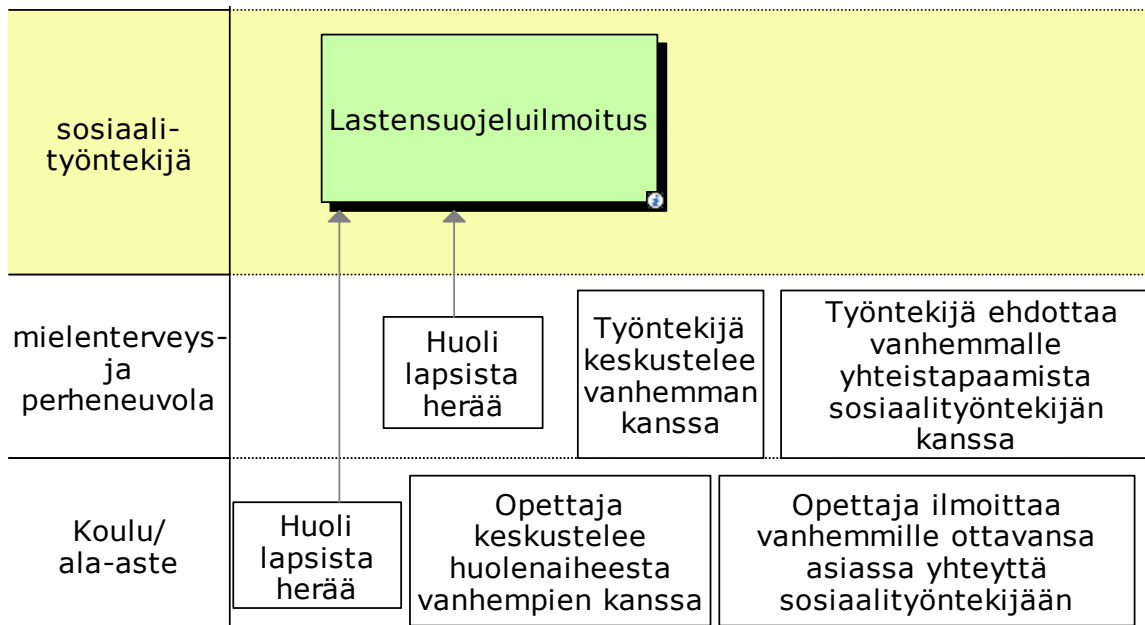 sosiaali-
työntekijä
Lastensuojeluilmoitus
mielenterveys-
ja
perheneuvola
Huoli
lapsista
herää
Työntekijä
keskustelee
vanhemman
kanssa
Työntekijä ehdottaa
vanhemmalle
yhteistapaamista
sosiaalityöntekijän
kanssa
Koulu/
ala-aste
Huoli
lapsista
herää
Opettaja
keskustelee
huolenaiheesta
vanhempien kanssa
Opettaja ilmoittaa
vanhemmille ottavansa
asiassa yhteyttä
sosiaalityöntekijään